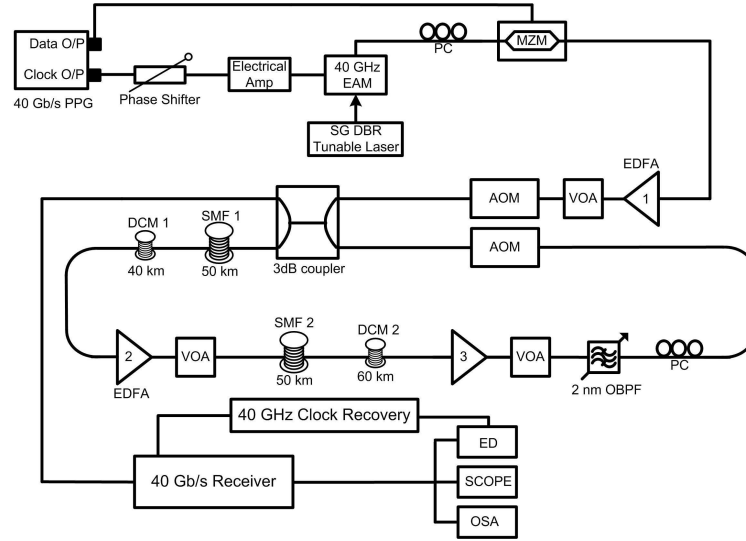 Data O/P
Clock O/P
40 Gb/s PPG
Phase Shifter
Electrical
Amp
40 GHz
EAM
SG DBR
Tunable Laser
PC
MZM
EDFA
1
VOA
AOM
AOM
3dB coupler
SMF 1
50 km
DCM 1
40 km
2
EDFA
VOA
SMF 2
50 km
DCM 2
60 km
3
VOA
2 nm OBPF
PC
40 GHz Clock Recovery
40 Gb/s Receiver
ED
SCOPE
OSA